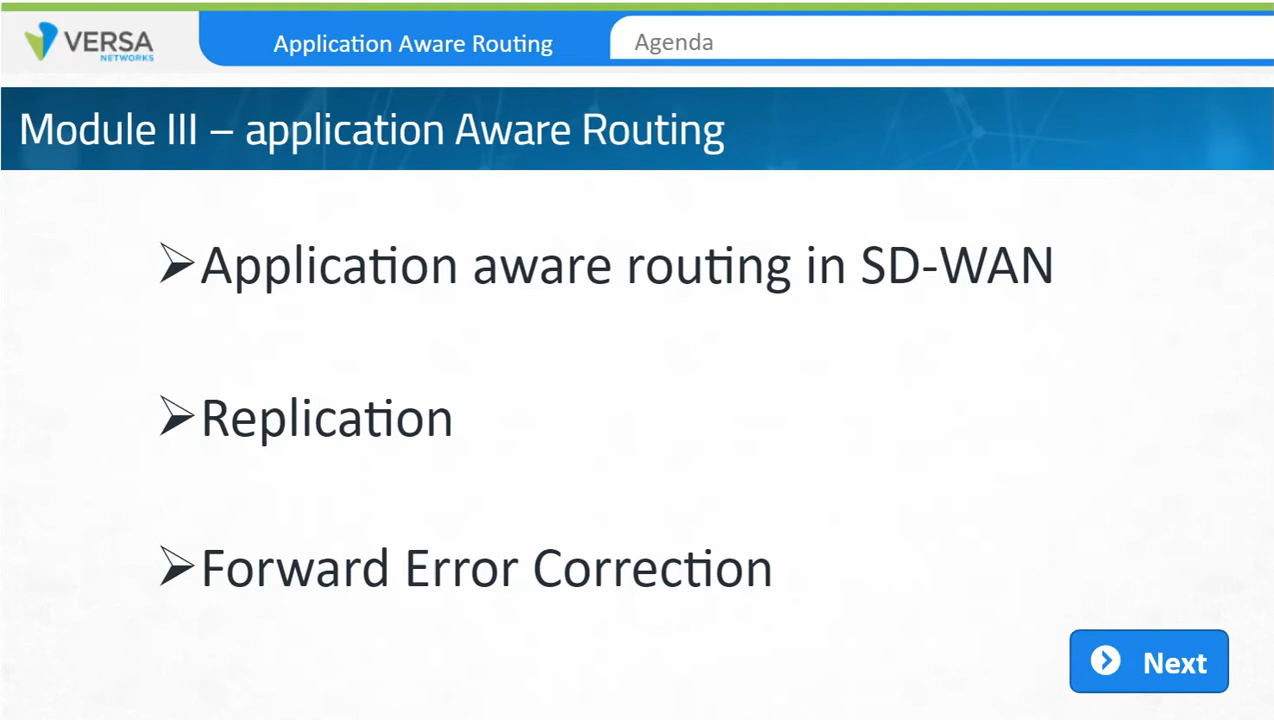 VERSA
NETWORKS
Application Aware Routing
Agenda
Module III – application Aware Routing
➢Application aware routing in SD-WAN
➢Replication
➢Forward Error Correction
Next